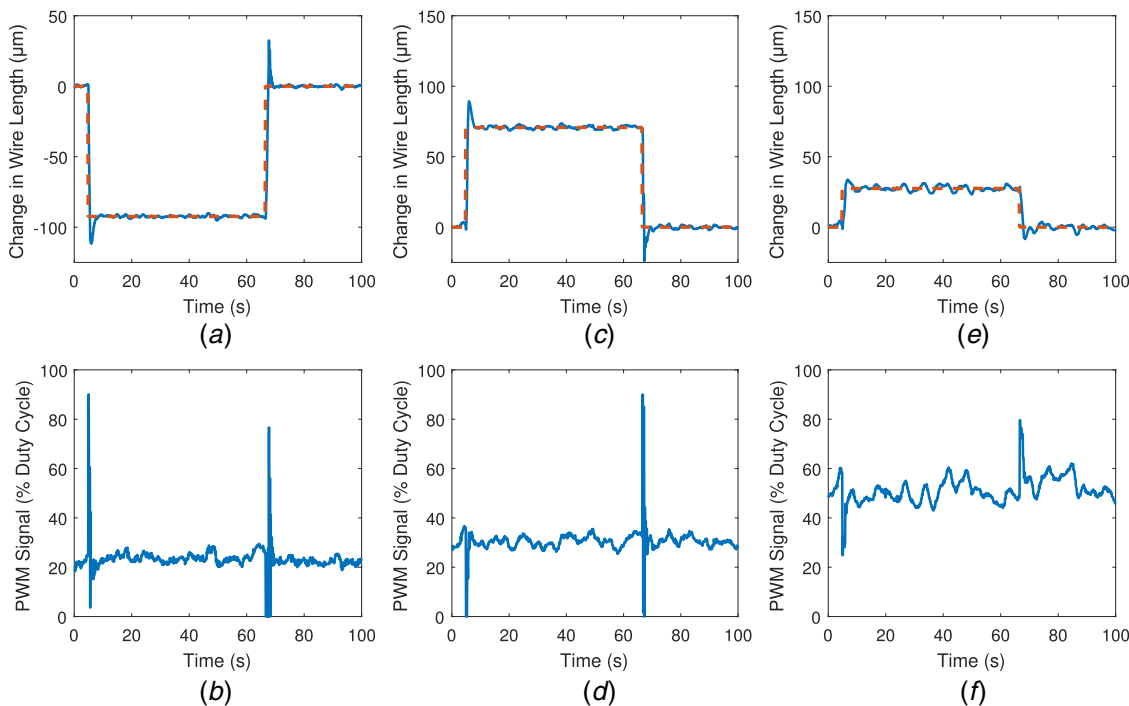 50
0
-50
-100
Change in Wire Length (μm)
0 20 40 60 80 100
Time (s)
(a)
150
100
50
0
Change in Wire Length (μm)
0 20 40 60 80 100
Time (s)
(c)
150
100
50
0
Change in Wire Length (μm)
0 20 40 60 80 100
Time (s)
(e)
100
80
60
40
20
0
PWM Signal (% Duty Cycle)
0 20 40 60 80 100
Time (s)
(b)
100
80
60
40
20
0
PWM Signal (% Duty Cycle)
0 20 40 60 80 100
Time (s)
(d)
100
80
60
40
20
0
PWM Signal (% Duty Cycle)
0 20 40 60 80 100
Time (s)
(f)